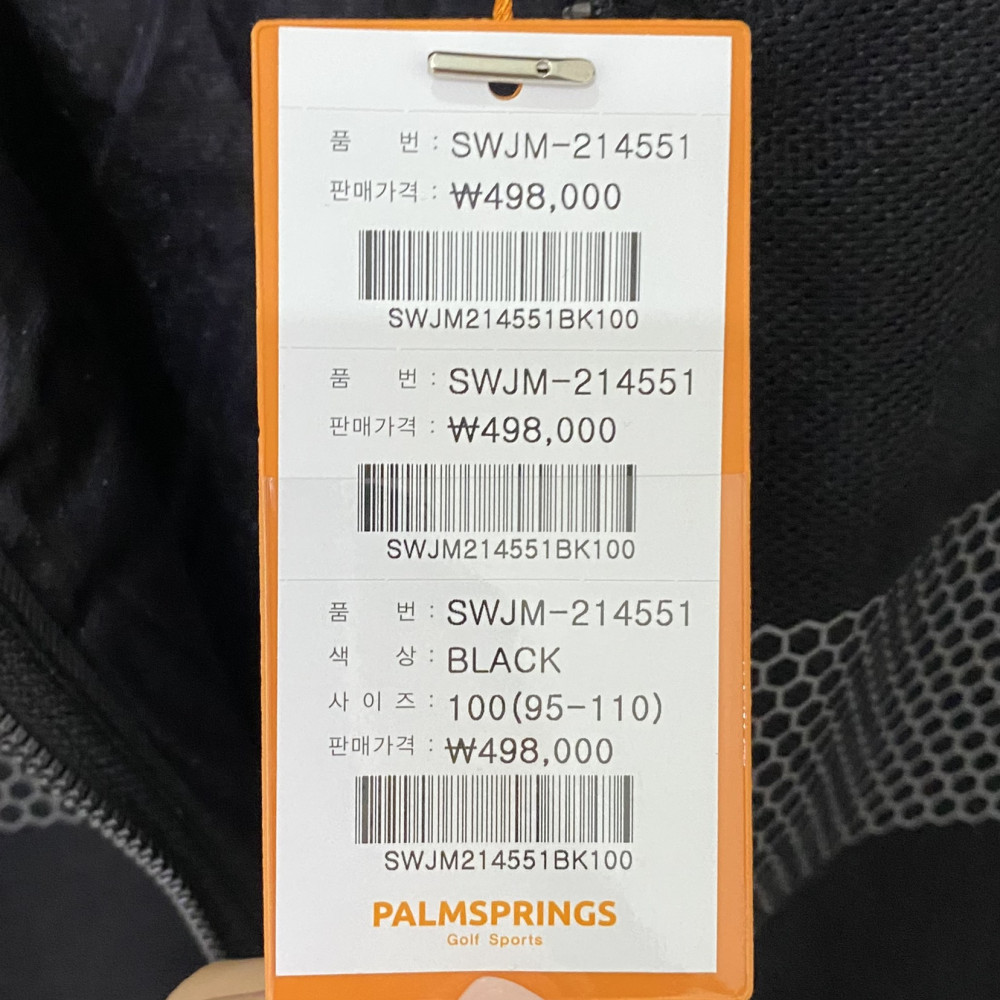 품 번 : SWJM-214551
판매가격 : ₩498,000
SWJM214551BK100
품 번 : SWJM-214551
판매가격 : ₩498,000
SWJM214551BK100
품 번 : SWJM-214551
색 상 : BLACK
사 이 즈 : 100(95-110)
판매가격 : ₩498,000
SWJM214551BK100
PALMSPRINGS
Golf Sports